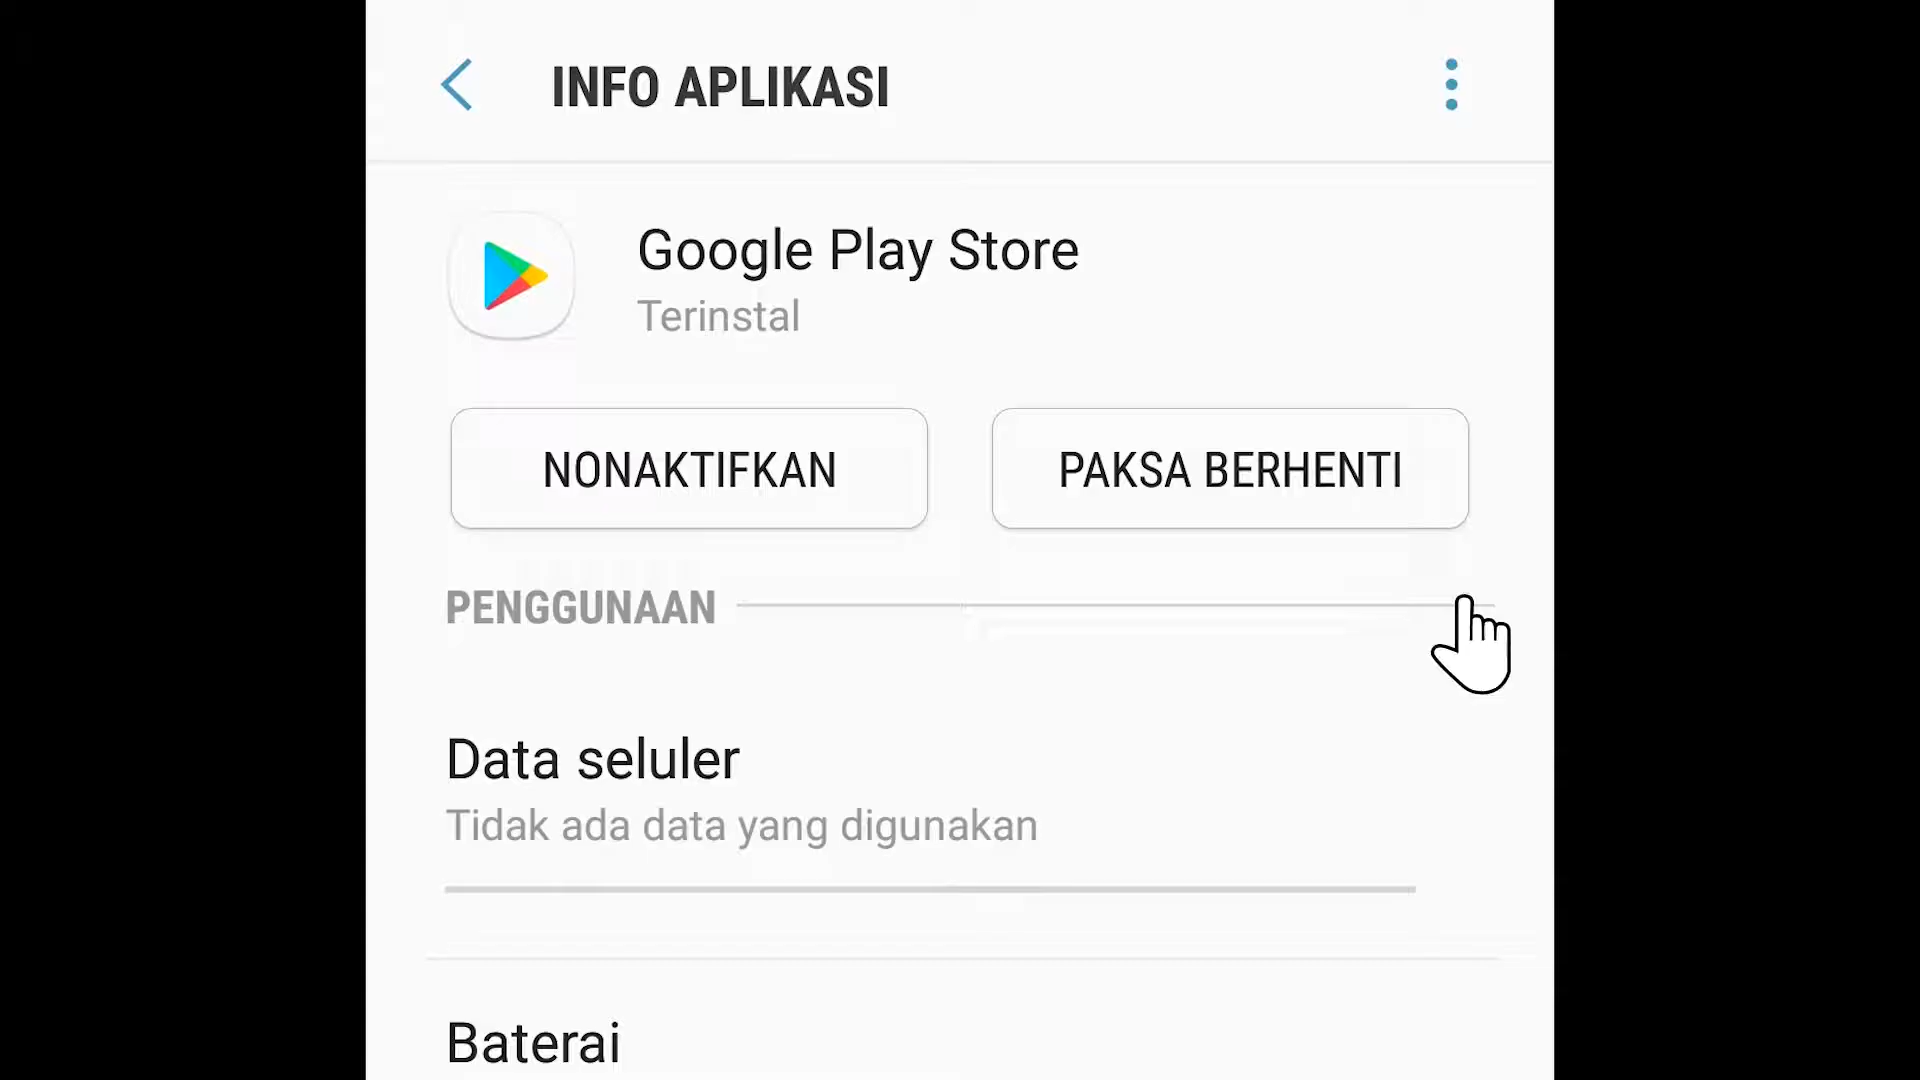 INFO APLIKASI
Google Play Store
Terinstal
NONAKTIFKAN
PAKSA BERHENTI
PENGGUNAAN
Data seluler
Tidak ada data yang digunakan
Baterai